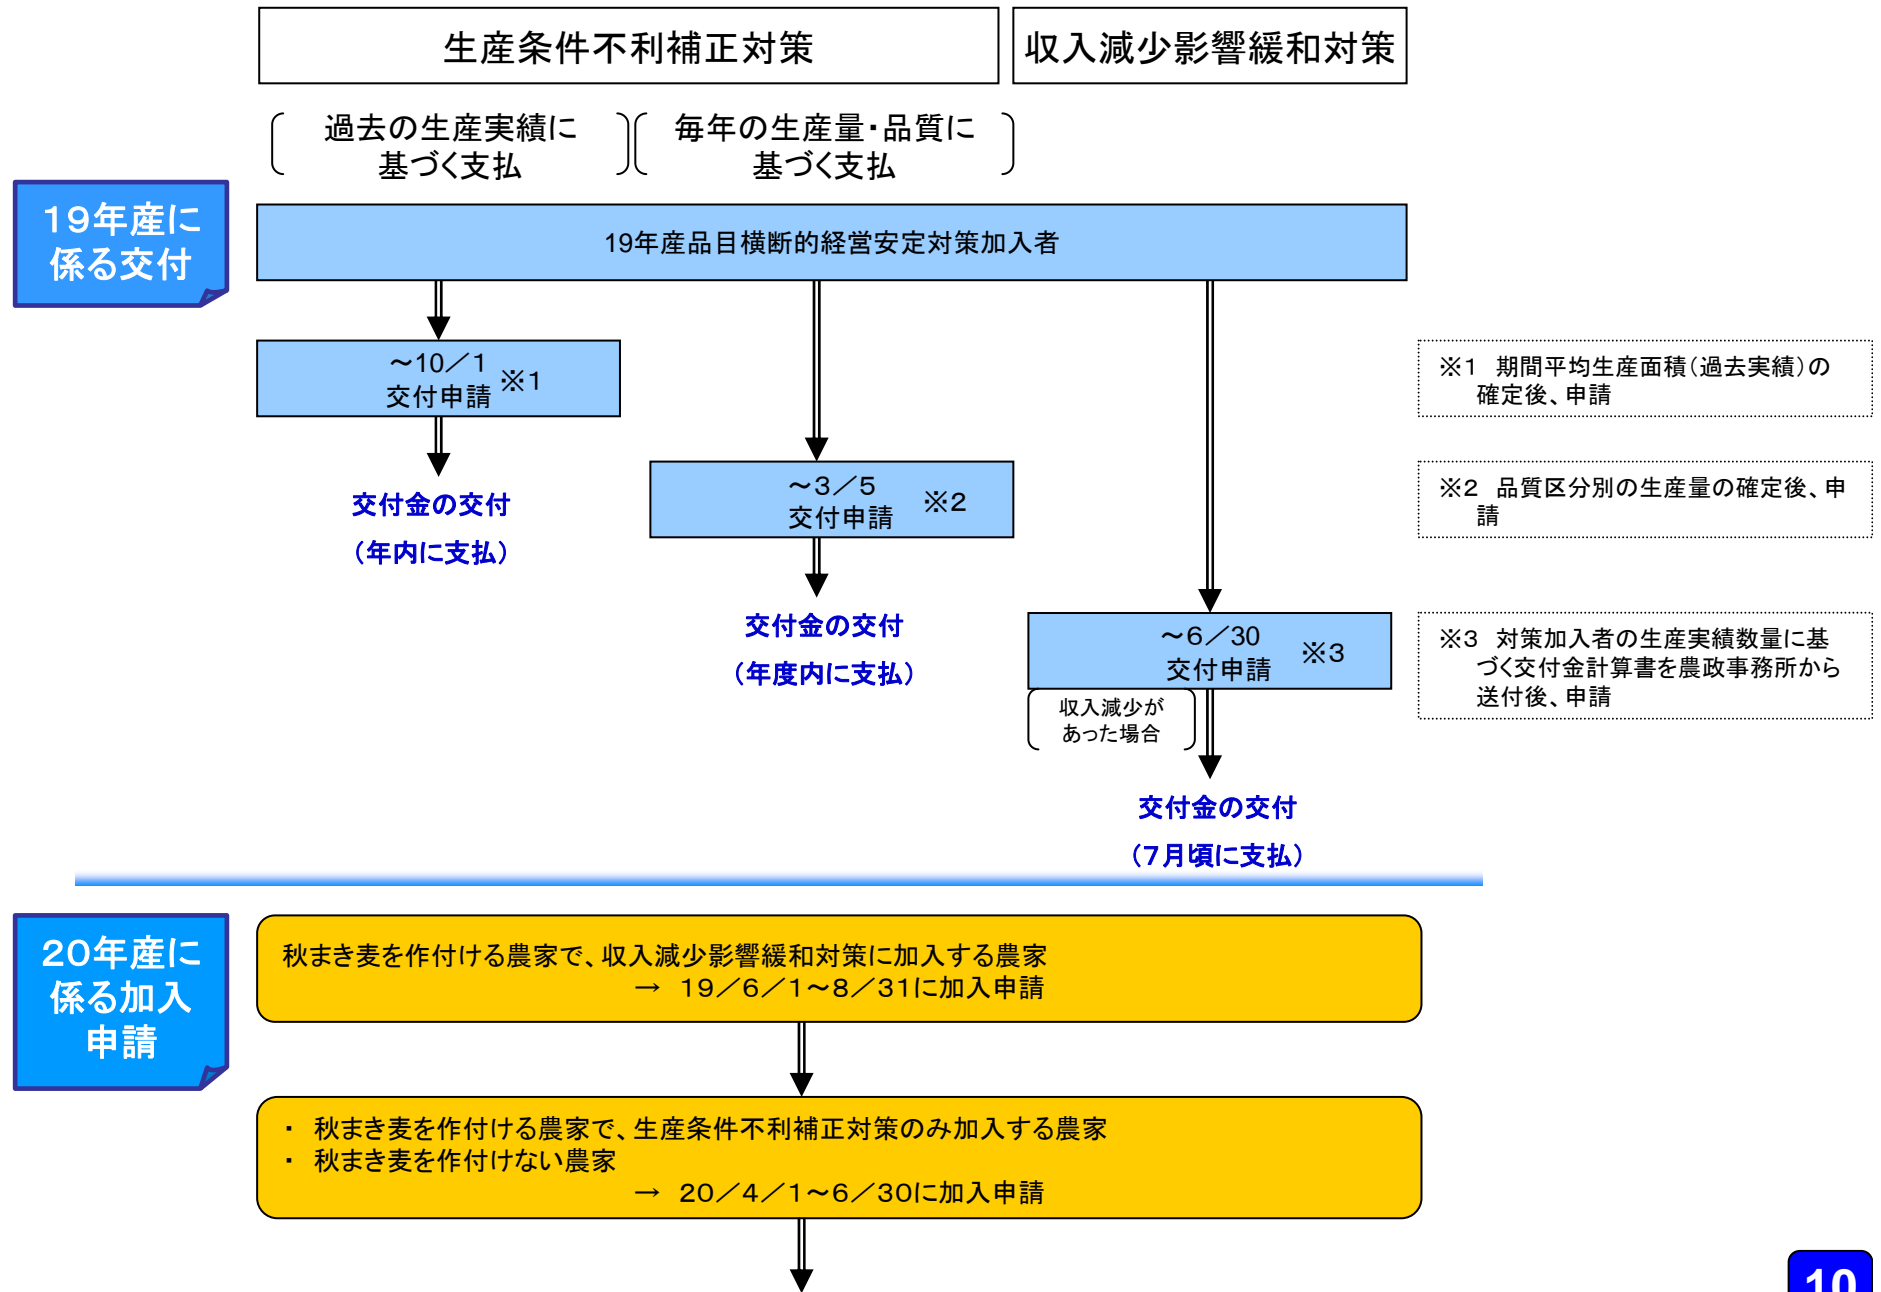 生産条件不利補正対策
収入減少影響緩和対策
過去の生産実績に
基づく支払
毎年の生産量・品質に
基づく支払
19年産に
係る交付
19年産品目横断的経営安定対策加入者
～10／1
交付申請
※1
※1 期間平均生産面積（過去実績）の
確定後、申請
交付金の交付
（年内に支払）
～3／5
交付申請
※2
※2 品質区分別の生産量の確定後、申
請
交付金の交付
（年度内に支払）
～6／30
交付申請
※3
※3 対策加入者の生産実績数量に基
づく交付金計算書を農政事務所から
送付後、申請
収入減少が
あった場合
交付金の交付
（7月頃に支払）
20年産に
係る加入
申請
秋まき麦を作付ける農家で、収入減少影響緩和対策に加入する農家
→ 19／6／1～8／31に加入申請
・ 秋まき麦を作付ける農家で、生産条件不利補正対策のみ加入する農家
・ 秋まき麦を作付けない農家
→ 20／4／1～6／30に加入申請
10